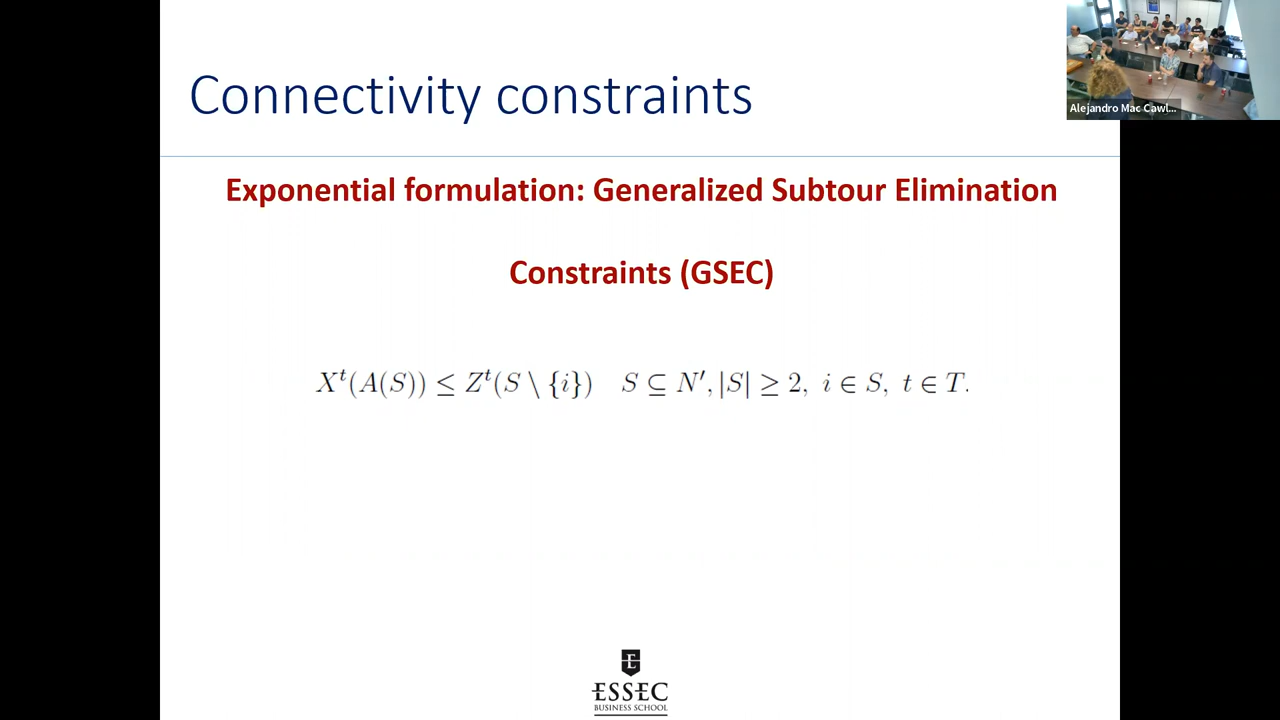 Connectivity constraints
Alejandro Mac Cawl...
Exponential formulation: Generalized Subtour Elimination
Constraints (GSEC)
X^t(A(S)) ≤ Z^t(S \ {i})   S ⊆ N′, |S| ≥ 2, i ∈ S, t ∈ T.
E
ESSEC
BUSINESS SCHOOL